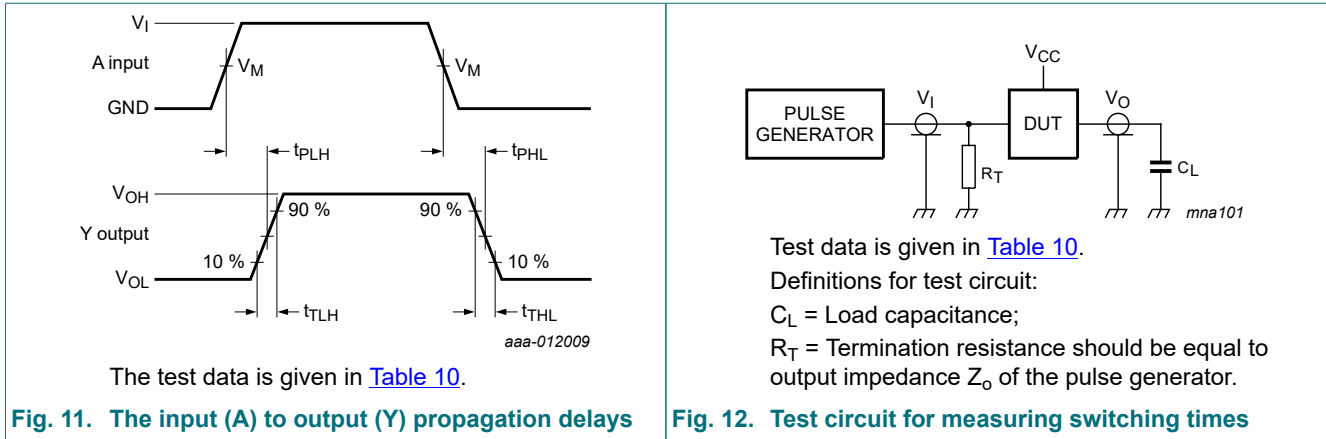 V_I
A input
V_M
V_M
GND
t_PLH
t_PHL
V_OH
90 %
90 %
Y output
10 %
10 %
V_OL
t_TLH
t_THL
aaa-012009
The test data is given in Table 10.
Fig. 11. The input (A) to output (Y) propagation delays
V_CC
PULSE
GENERATOR
V_I
DUT
V_O
R_T
C_L
mna101
Test data is given in Table 10.
Definitions for test circuit:
C_L = Load capacitance;
R_T = Termination resistance should be equal to
output impedance Z_o of the pulse generator.
Fig. 12. Test circuit for measuring switching times